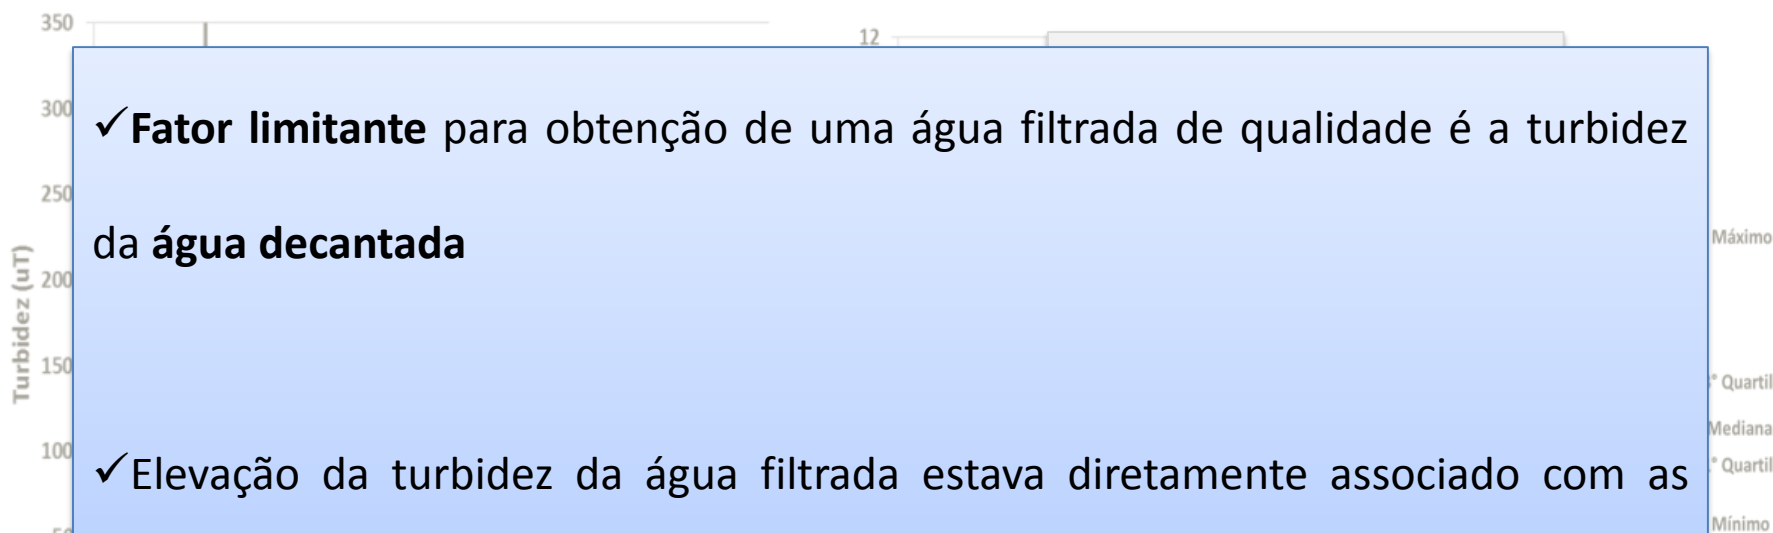 350
12
300
✓Fator limitante para obtenção de uma água filtrada de qualidade é a turbidez
250
da água decantada
Máximo
Turbidez (uT)
200
150
° Quartil
Mediana
100
✓Elevação da turbidez da água filtrada estava diretamente associado com as
° Quartil
Mínimo